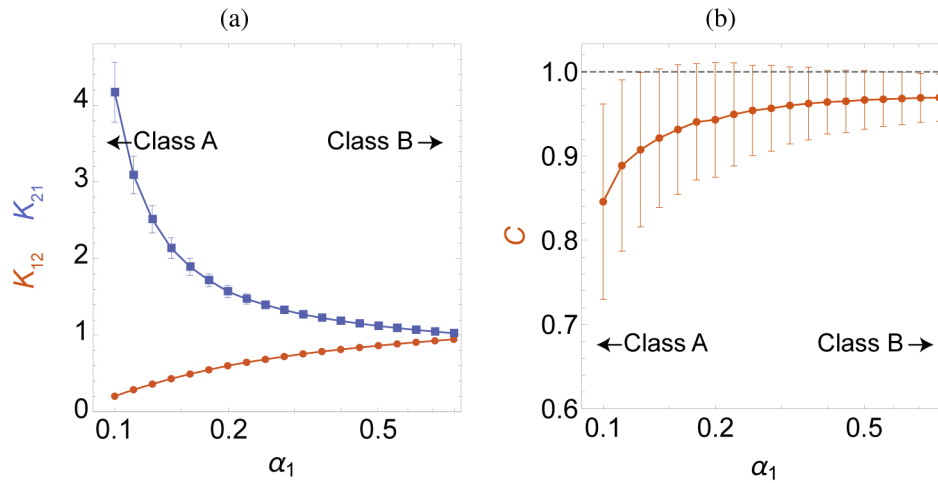 (a)
(b)
K₁₂ K₂₁
4
3
2
1
0
← Class A
Class B →
0.1
0.2
0.5
α₁
C
1.0
0.9
0.8
0.7
0.6
← Class A
Class B →
0.1
0.2
0.5
α₁